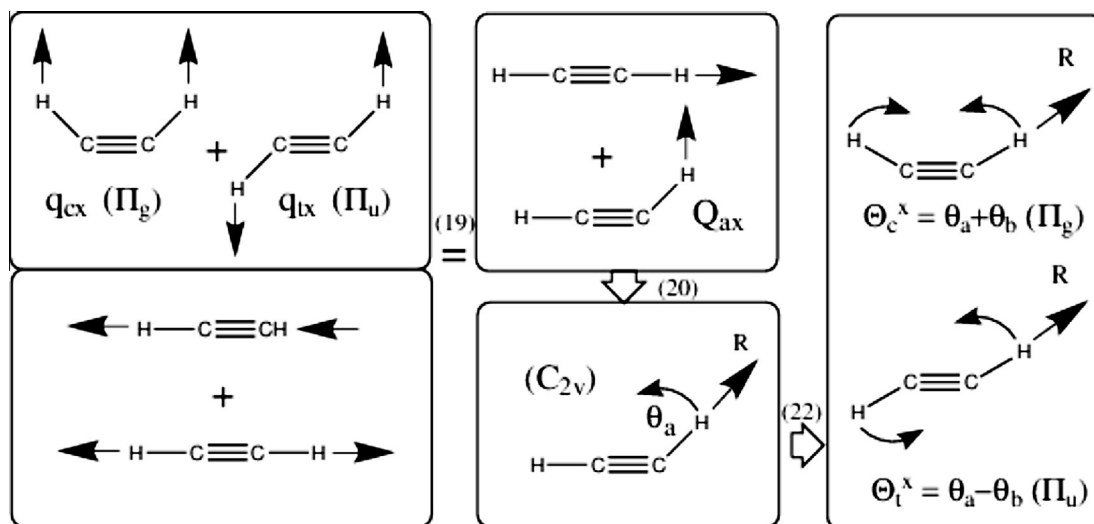 H H
C≡C
+
H
C≡C
H
q_cx (Π_g)
q_tx (Π_u)
H—C≡CH
+
H—C≡C—H
(19)
=
H—C≡C—H
+
H
H—C≡C
Q_ax
(20)
(C_2v)
R
θ_a
H
H—C≡C
(22)
R
H H
C≡C
Θ_c^x = θ_a+θ_b (Π_g)
R
H
C≡C
H
Θ_t^x = θ_a−θ_b (Π_u)